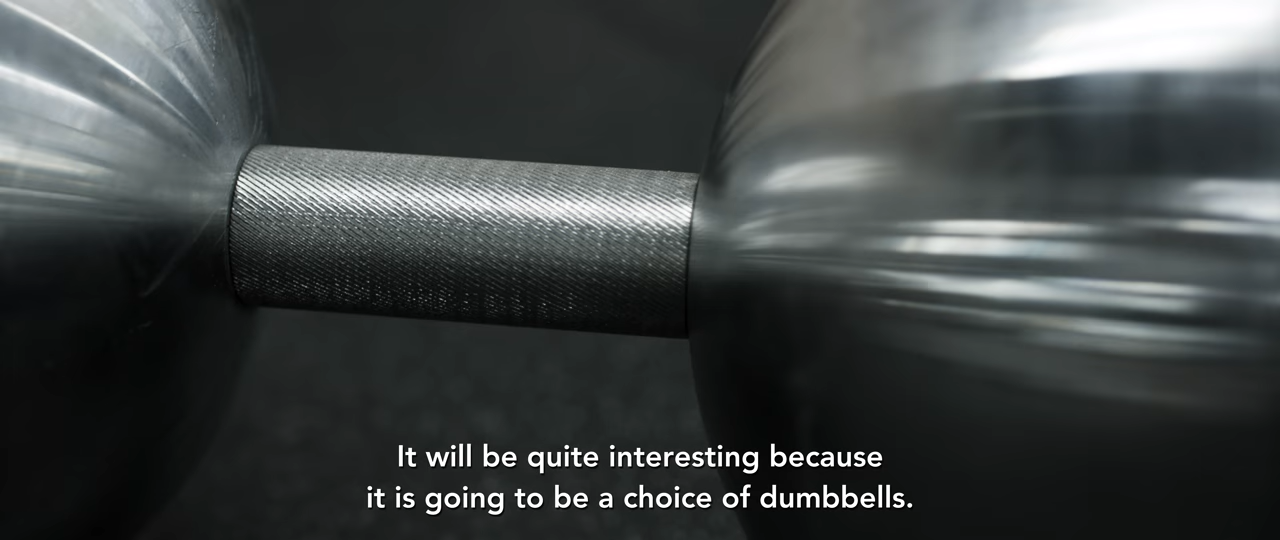 It will be quite interesting because
it is going to be a choice of dumbbells.